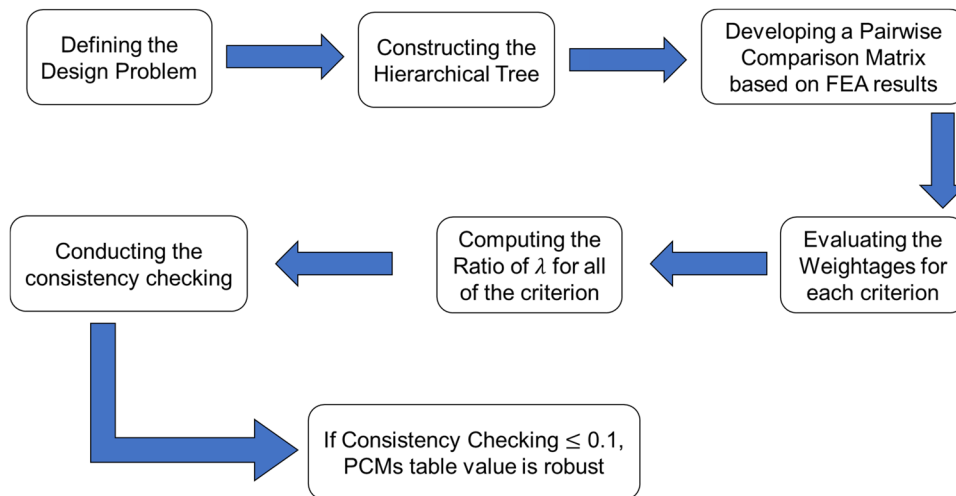 Defining the
Design Problem
Constructing the
Hierarchical Tree
Developing a Pairwise
Comparison Matrix
based on FEA results
Evaluating the
Weightages for
each criterion
Computing the
Ratio of λ for all
of the criterion
Conducting the
consistency checking
If Consistency Checking ≤ 0.1,
PCMs table value is robust